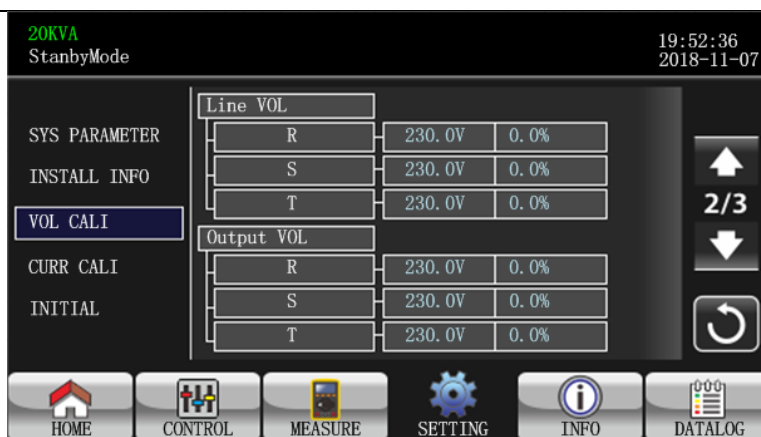 20KVA
StanbyMode
19:52:36
2018-11-07
SYS PARAMETER
INSTALL INFO
VOL CALI
CURR CALI
INITIAL
Line VOL
R 230.0V 0.0%
S 230.0V 0.0%
T 230.0V 0.0%
Output VOL
R 230.0V 0.0%
S 230.0V 0.0%
T 230.0V 0.0%
2/3
HOME CONTROL MEASURE SETTING INFO DATALOG